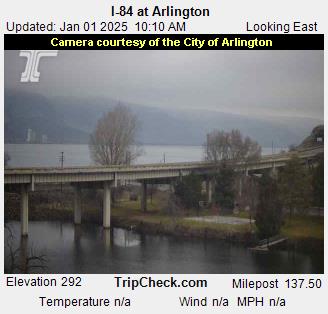 I-84 at Arlington
Updated: Jan 01 2025 10:10 AM Looking East
Camera courtesy of the City of Arlington
Elevation 292 TripCheck.com Milepost 137.50
Temperature n/a Wind n/a MPH n/a